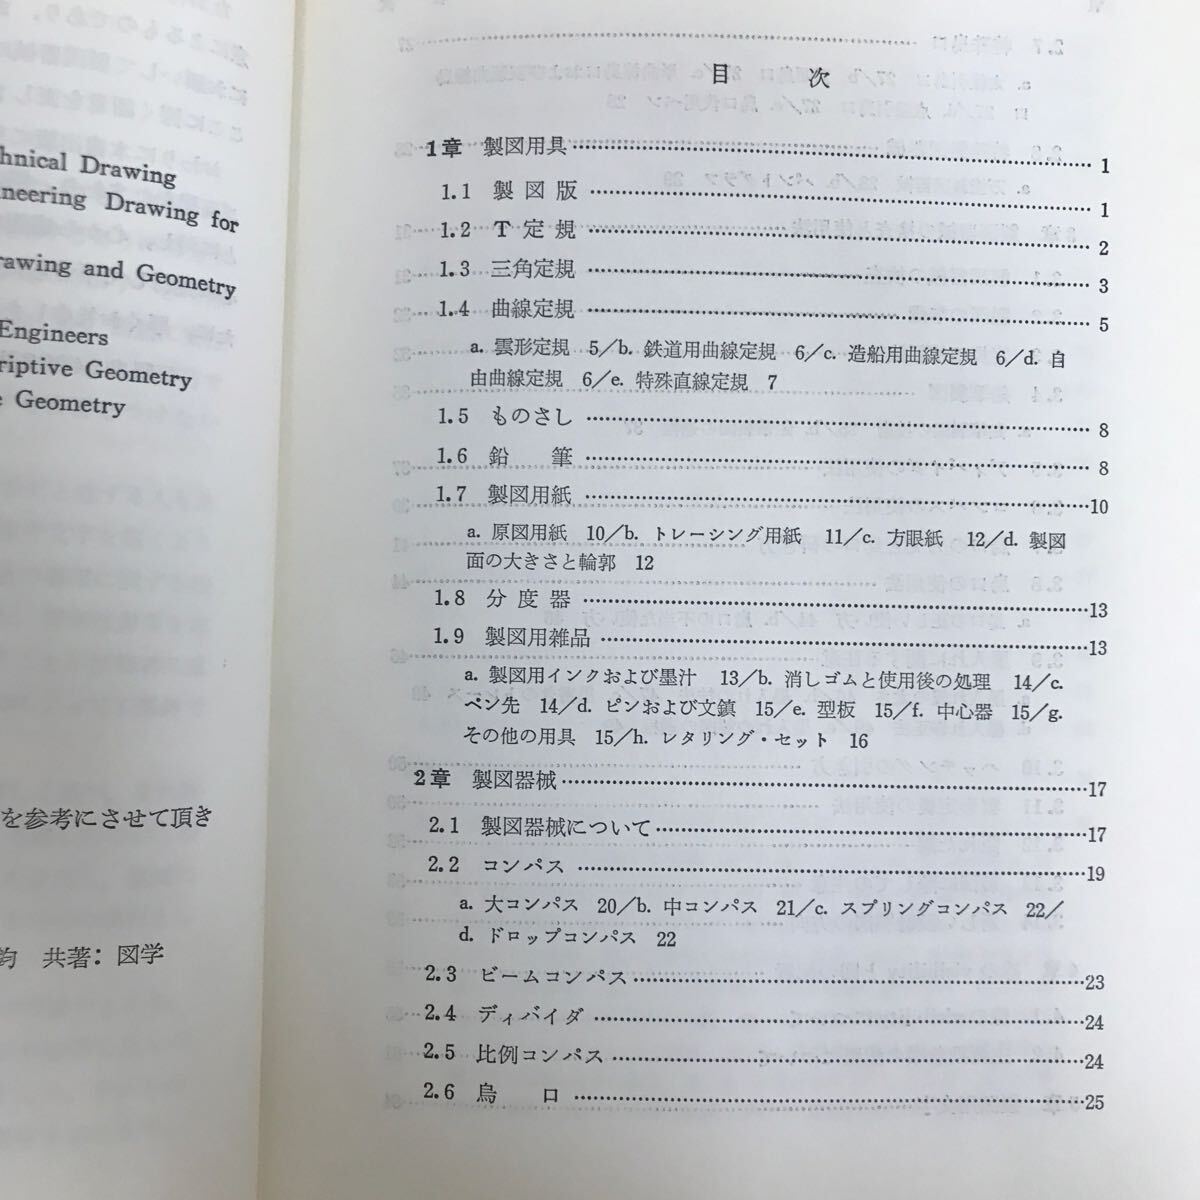 hnical Drawing
neering Drawing for
rawing and Geometry
Engineers
riptive Geometry
e Geometry
を参考にさせて頂き
共著: 図学
目 次
1章 製図用具 1
1.1 製図版 1
1.2 T定規 2
1.3 三角定規 3
1.4 曲線定規 5
a. 雲形定規 5/b. 鉄道用曲線定規 6/c. 造船用曲線定規 6/d. 自
由曲線定規 6/e. 特殊直線定規 7
1.5 ものさし 8
1.6 鉛筆 8
1.7 製図用紙 10
a. 原図用紙 10/b. トレーシング用紙 11/c. 方眼紙 12/d. 製図
面の大きさと輪郭 12
1.8 分度器 13
1.9 製図用雑品 13
a. 製図用インクおよび墨汁 13/b. 消しゴムと使用後の処理 14/c.
ペン先 14/d. ピンおよび文鎮 15/e. 型板 15/f. 中心器 15/g.
その他の用具 15/h. レタリング・セット 16
2章 製図器械 17
2.1 製図器械について 17
2.2 コンパス 19
a. 大コンパス 20/b. 中コンパス 21/c. スプリングコンパス 22/
d. ドロップコンパス 22
2.3 ビームコンパス 23
2.4 ディバイダ 24
2.5 比例コンパス 24
2.6 烏口 25